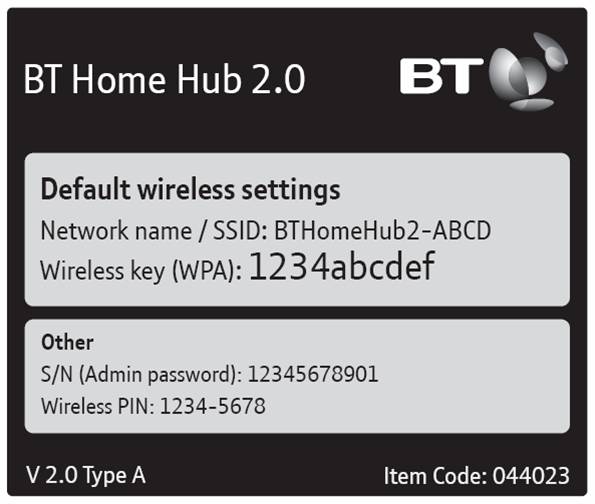 BT Home Hub 2.0 BT
Default wireless settings
Network name / SSID: BTHomeHub2-ABCD
Wireless key (WPA): 1234abcdef
Other
S/N (Admin password): 12345678901
Wireless PIN: 1234-5678
V 2.0 Type A Item Code: 044023